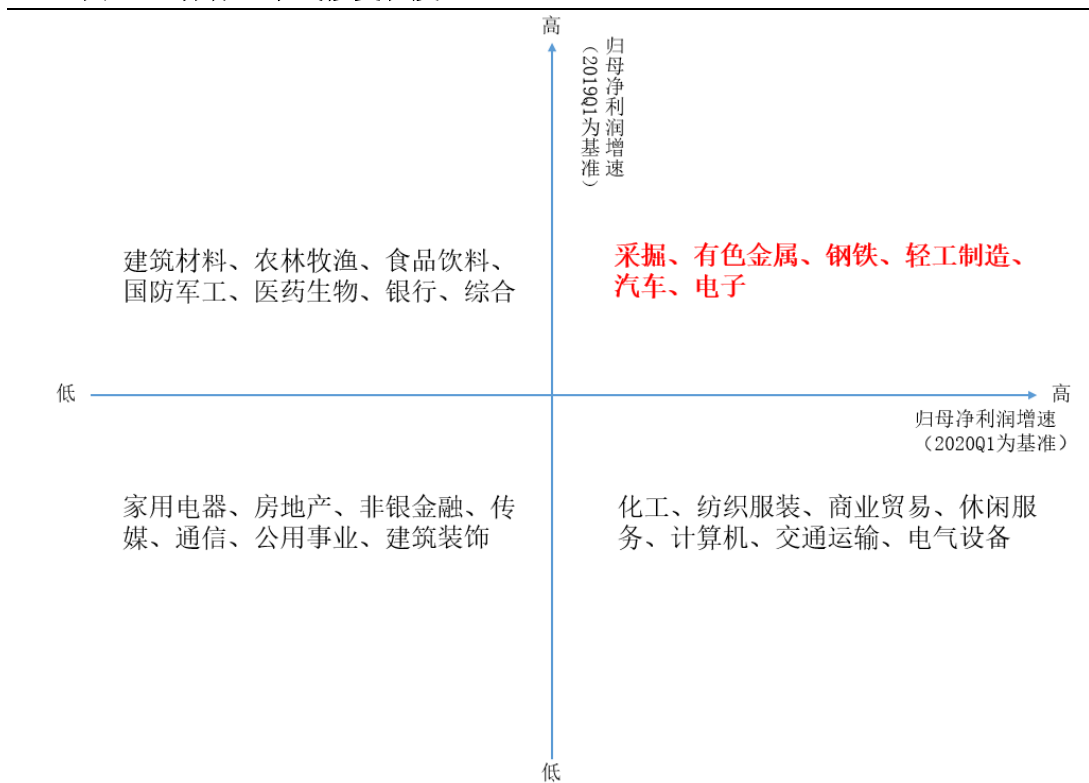 高
归母净利润增速
（2019Q1为基准）
建筑材料、农林牧渔、食品饮料、
国防军工、医药生物、银行、综合
采掘、有色金属、钢铁、轻工制造、
汽车、电子
低
高
归母净利润增速
（2020Q1为基准）
家用电器、房地产、非银金融、传
媒、通信、公用事业、建筑装饰
化工、纺织服装、商业贸易、休闲服
务、计算机、交通运输、电气设备
低